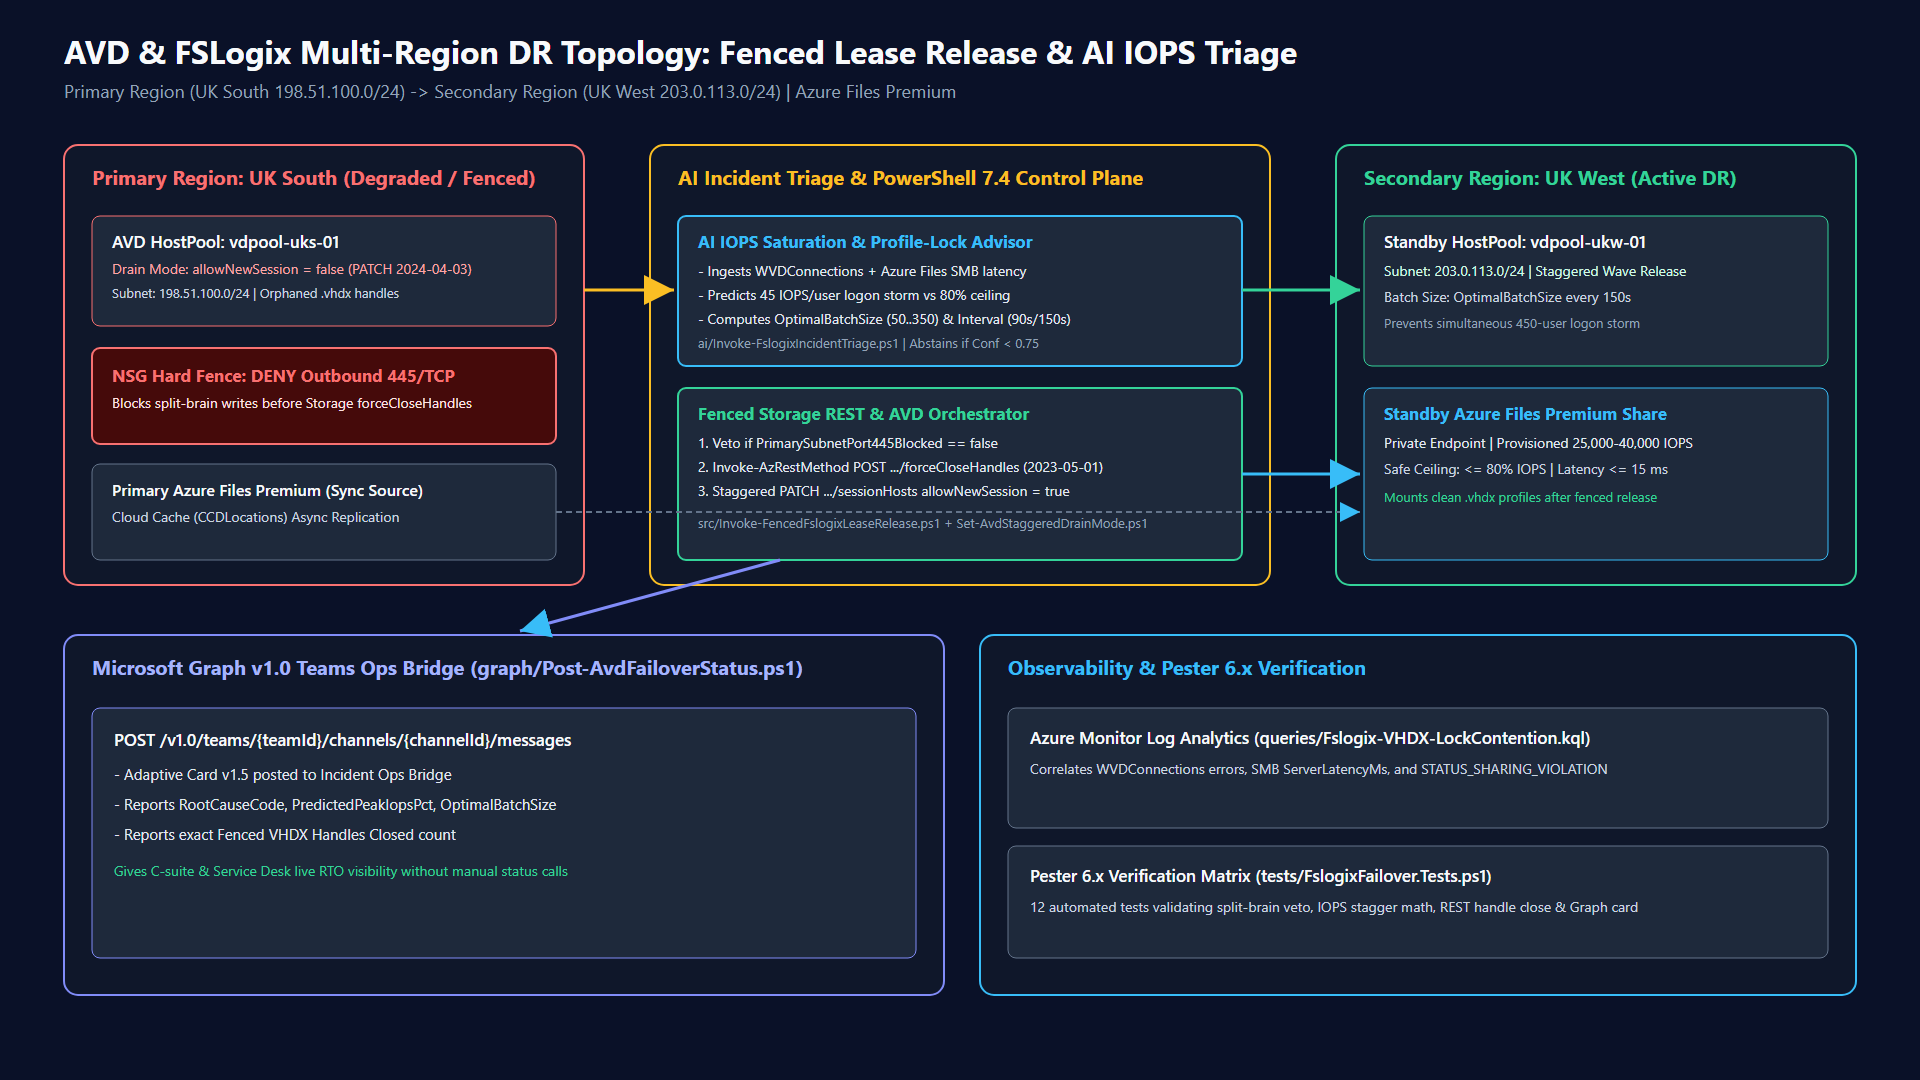 AVD & FSLogix Multi-Region DR Topology: Fenced Lease Release & AI IOPS Triage
Primary Region (UK South 198.51.100.0/24) -> Secondary Region (UK West 203.0.113.0/24) | Azure Files Premium
Primary Region: UK South (Degraded / Fenced)
AVD HostPool: vdpool-uks-01
Drain Mode: allowNewSession = false (PATCH 2024-04-03)
Subnet: 198.51.100.0/24 | Orphaned .vhdx handles
NSG Hard Fence: DENY Outbound 445/TCP
Blocks split-brain writes before Storage forceCloseHandles
Primary Azure Files Premium (Sync Source)
Cloud Cache (CCDLocations) Async Replication
AI Incident Triage & PowerShell 7.4 Control Plane
AI IOPS Saturation & Profile-Lock Advisor
- Ingests WVDConnections + Azure Files SMB latency
- Predicts 45 IOPS/user logon storm vs 80% ceiling
- Computes OptimalBatchSize (50..350) & Interval (90s/150s)
ai/Invoke-FslogixIncidentTriage.ps1 | Abstains if Conf < 0.75
Fenced Storage REST & AVD Orchestrator
1. Veto if PrimarySubnetPort445Blocked == false
2. Invoke-AzRestMethod POST .../forceCloseHandles (2023-05-01)
3. Staggered PATCH .../sessionHosts allowNewSession = true
src/Invoke-FencedFslogixLeaseRelease.ps1 + Set-AvdStaggeredDrainMode.ps1
Secondary Region: UK West (Active DR)
Standby HostPool: vdpool-ukw-01
Subnet: 203.0.113.0/24 | Staggered Wave Release
Batch Size: OptimalBatchSize every 150s
Prevents simultaneous 450-user logon storm
Standby Azure Files Premium Share
Private Endpoint | Provisioned 25,000-40,000 IOPS
Safe Ceiling: <= 80% IOPS | Latency <= 15 ms
Mounts clean .vhdx profiles after fenced release
Microsoft Graph v1.0 Teams Ops Bridge (graph/Post-AvdFailoverStatus.ps1)
POST /v1.0/teams/{teamId}/channels/{channelId}/messages
- Adaptive Card v1.5 posted to Incident Ops Bridge
- Reports RootCauseCode, PredictedPeakIopsPct, OptimalBatchSize
- Reports exact Fenced VHDX Handles Closed count
Gives C-suite & Service Desk live RTO visibility without manual status calls
Observability & Pester 6.x Verification
Azure Monitor Log Analytics (queries/Fslogix-VHDX-LockContention.kql)
Correlates WVDConnections errors, SMB ServerLatencyMs, and STATUS_SHARING_VIOLATION
Pester 6.x Verification Matrix (tests/FslogixFailover.Tests.ps1)
12 automated tests validating split-brain veto, IOPS stagger math, REST handle close & Graph card